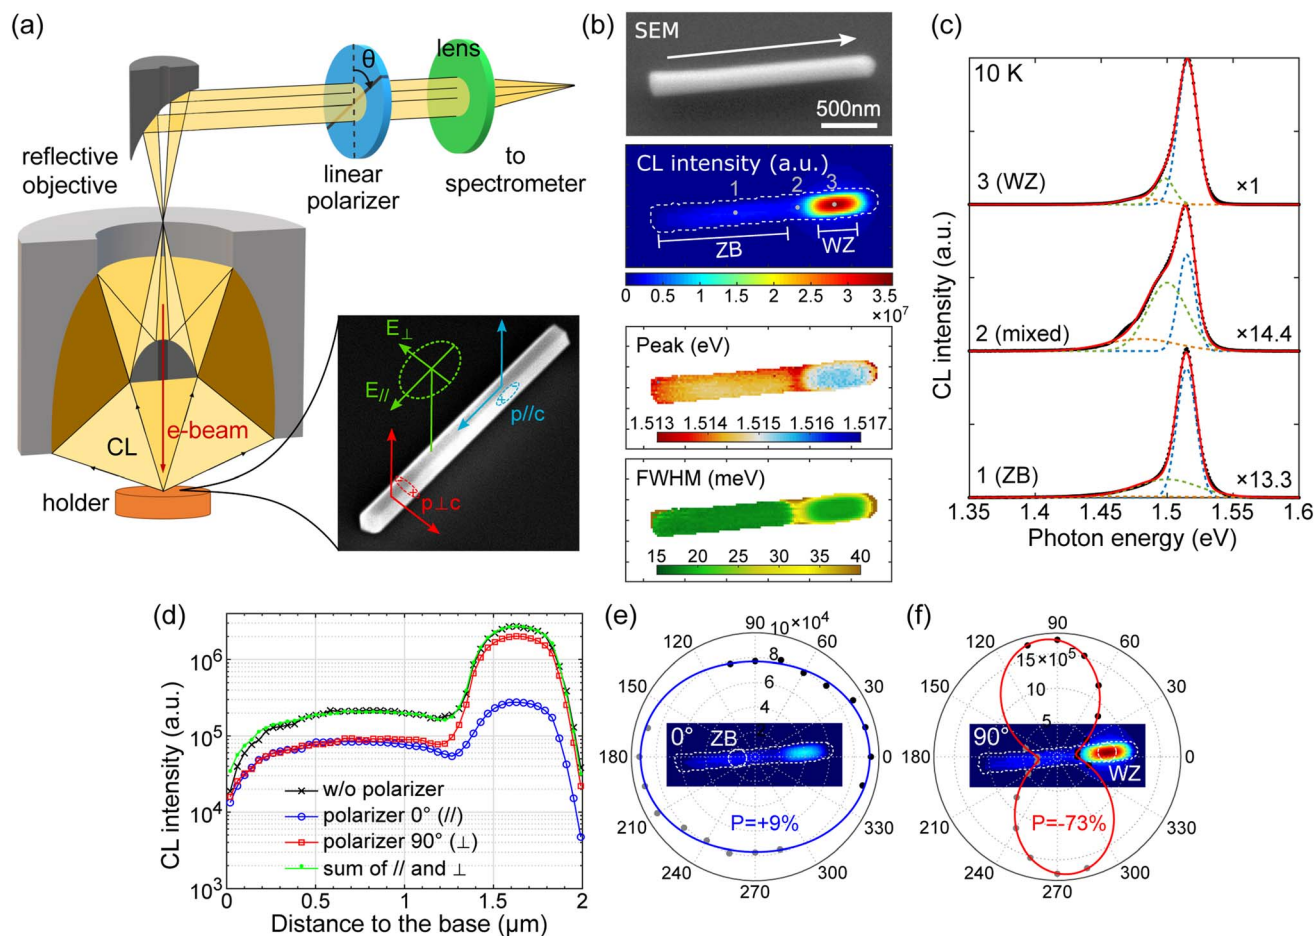 (a)
θ
lens
reflective
objective
linear
polarizer
to
spectrometer
CL
e-beam
holder
E⊥
E//
p//c
p⊥c
(b)
SEM
500nm
CL intensity (a.u.)
1
2
3
ZB
WZ
0 0.5 1 1.5 2 2.5 3 3.5
×10⁷
Peak (eV)
1.513 1.514 1.515 1.516 1.517
FWHM (meV)
15 20 25 30 35 40
(c)
10 K
3 (WZ)
×1
2 (mixed)
×14.4
1 (ZB)
×13.3
CL intensity (a.u.)
1.35 1.4 1.45 1.5 1.55 1.6
Photon energy (eV)
(d)
CL intensity (a.u.)
10⁶
10⁵
10⁴
10³
w/o polarizer
polarizer 0° (//)
polarizer 90° (⊥)
sum of // and ⊥
0 0.5 1 1.5 2
Distance to the base (µm)
(e)
90
10×10⁴
120
60
8
6
4
2
150
30
0°
ZB
180
0
P=+9%
210
330
240
300
270
(f)
90
120
60
15×10⁵
10
5
150
30
90°
WZ
180
0
P=-73%
210
330
240
300
270